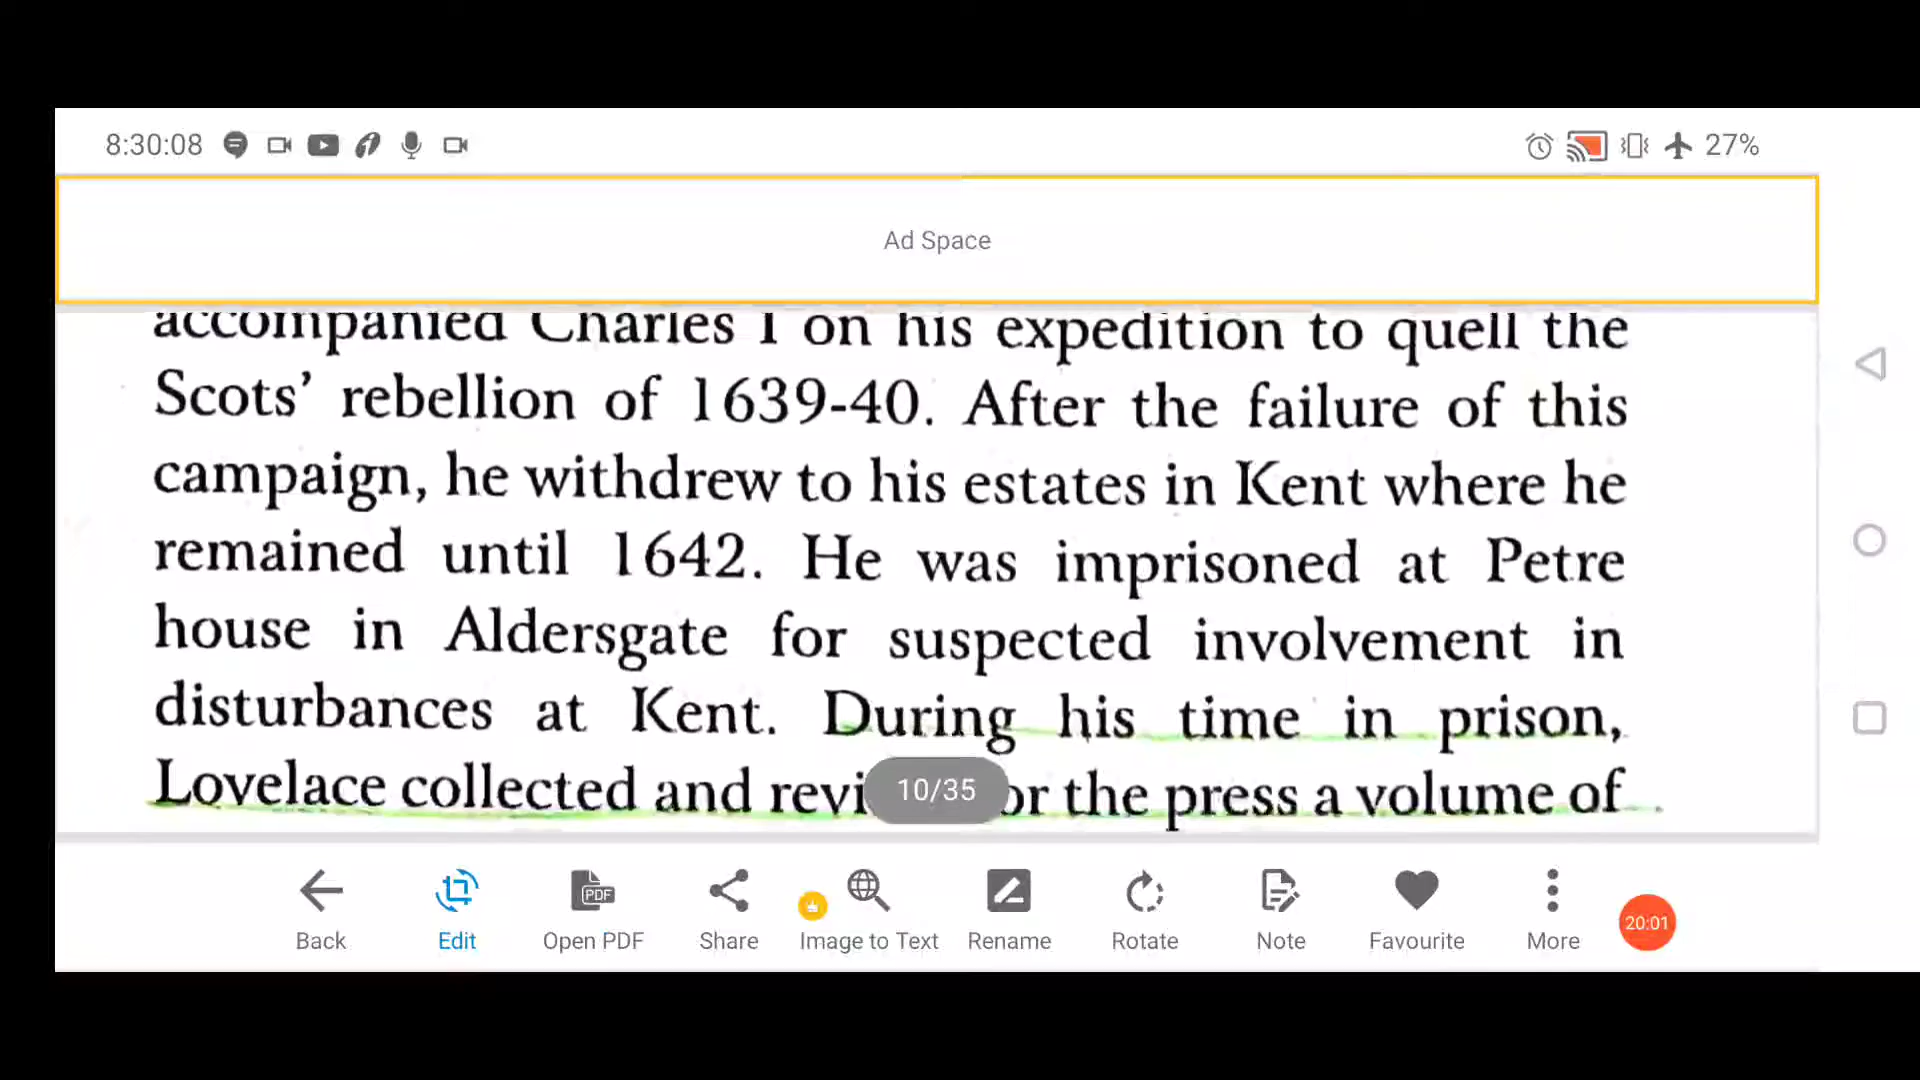 8:30:08 27%
Ad Space
accompanied Charles I on his expedition to quell the
Scots’ rebellion of 1639-40. After the failure of this
campaign, he withdrew to his estates in Kent where he
remained until 1642. He was imprisoned at Petre
house in Aldersgate for suspected involvement in
disturbances at Kent. During his time in prison,
Lovelace collected and revi 10/35 or the press a volume of
Back Edit Open PDF Share Image to Text Rename Rotate Note Favourite More 20:01